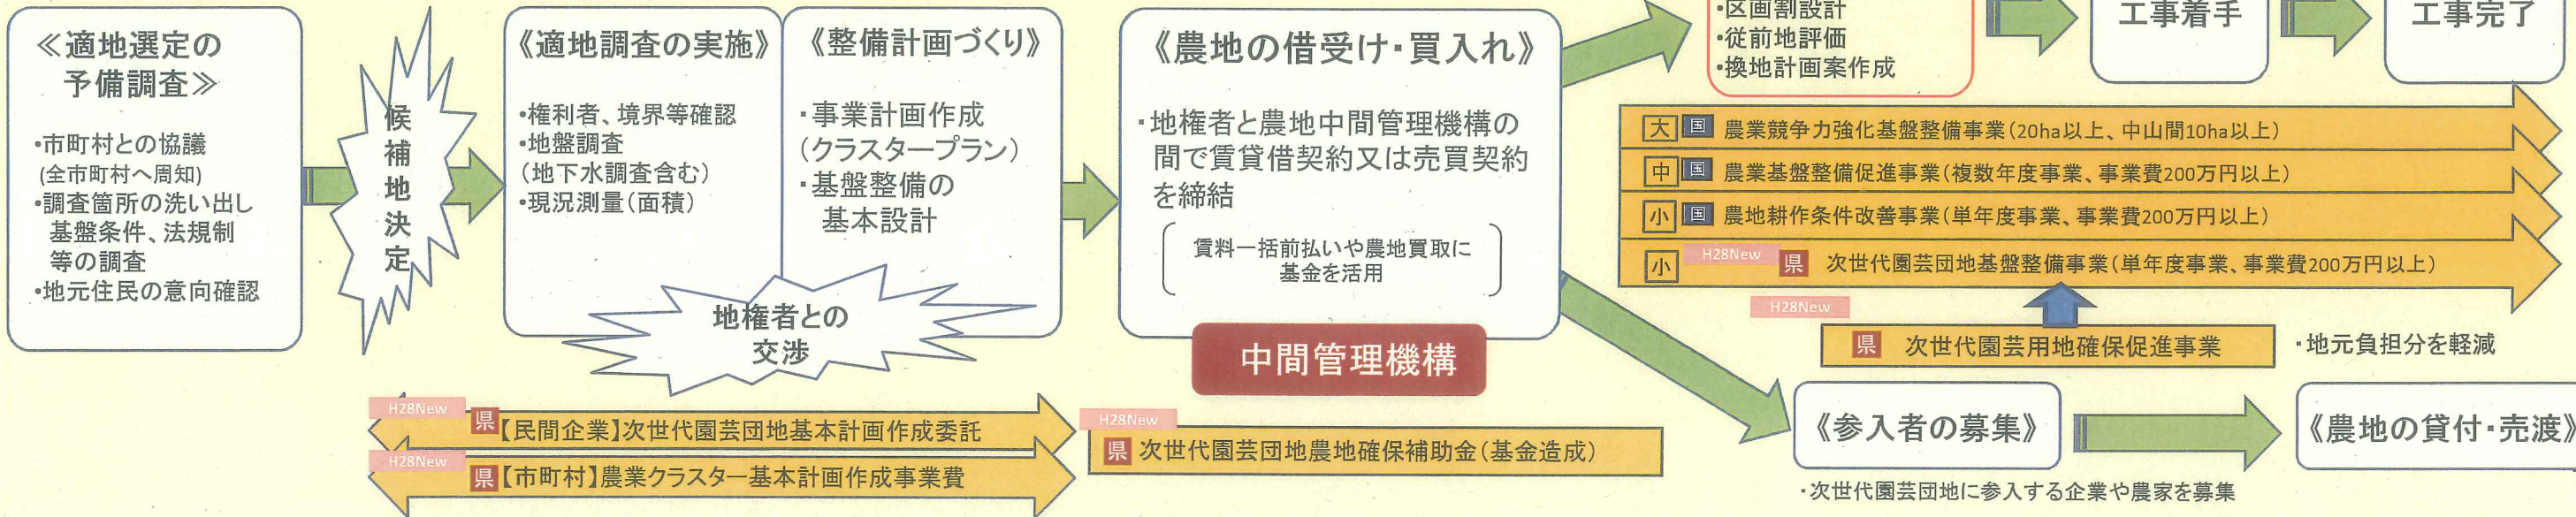 ≪適地選定の
予備調査≫
・市町村との協議
(全市町村へ周知)
・調査箇所の洗い出し
基盤条件、法規制
等の調査
・地元住民の意向確認
候補地決定
《適地調査の実施》
・権利者、境界等確認
・地盤調査
(地下水調査含む)
・現況測量(面積)
《整備計画づくり》
・事業計画作成
(クラスタープラン)
・基盤整備の
基本設計
地権者との
交渉
《農地の借受け・買入れ》
・地権者と農地中間管理機構の
間で賃貸借契約又は売買契約
を締結
賃料一括前払いや農地買取に
基金を活用
中間管理機構
・区画割設計
・従前地評価
・換地計画案作成
工事着手
工事完了
大 国 農業競争力強化基盤整備事業(20ha以上、中山間10ha以上)
中 国 農業基盤整備促進事業(複数年度事業、事業費200万円以上)
小 国 農地耕作条件改善事業(単年度事業、事業費200万円以上)
小 H28New 県 次世代園芸団地基盤整備事業(単年度事業、事業費200万円以上)
H28New
県 次世代園芸用地確保促進事業
・地元負担分を軽減
H28New
県 【民間企業】次世代園芸団地基本計画作成委託
H28New
県 【市町村】農業クラスター基本計画作成事業費
H28New
県 次世代園芸団地農地確保補助金(基金造成)
《参入者の募集》
・次世代園芸団地に参入する企業や農家を募集
《農地の貸付・売渡》